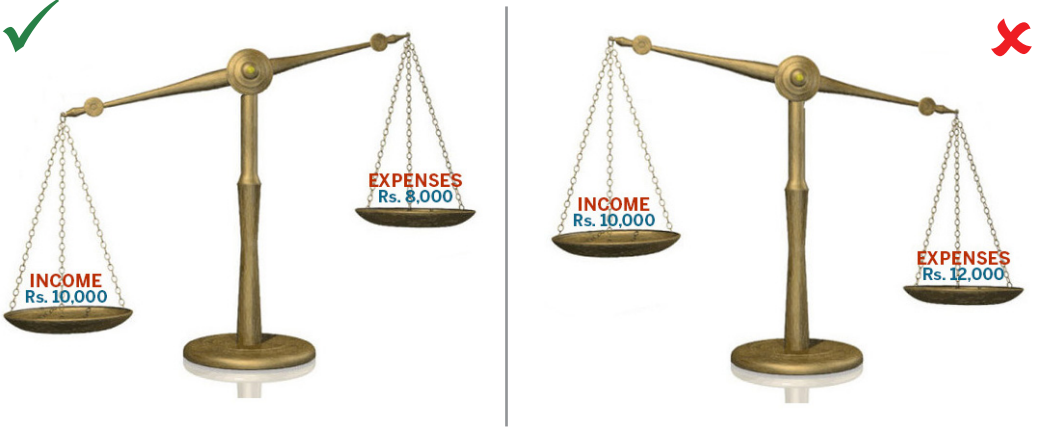 EXPENSES
Rs. 8,000
INCOME
Rs. 10,000
INCOME
Rs. 10,000
EXPENSES
Rs. 12,000